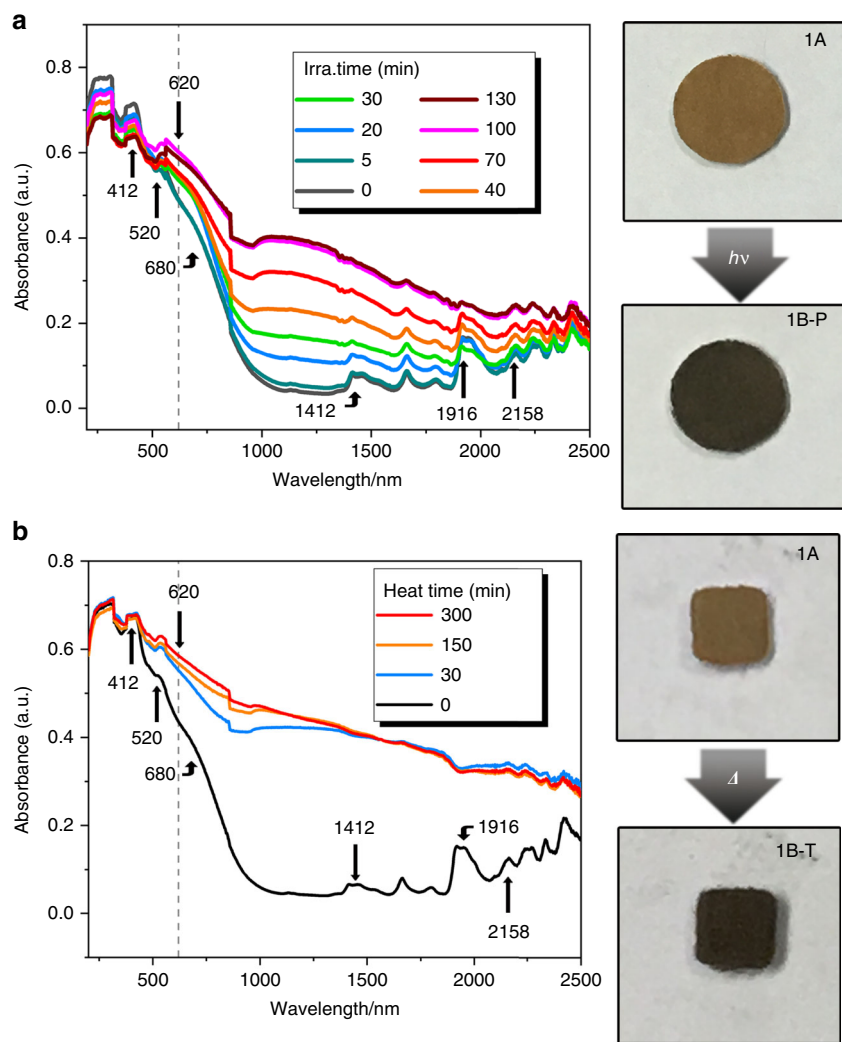 a
0.8
0.6
0.4
0.2
0.0
Absorbance (a.u.)
620
412
520
680
1412
1916
2158
Irra.time (min)
30 130
20 100
5 70
0 40
500 1000 1500 2000 2500
Wavelength/nm
1A
hν
1B-P
b
0.8
0.6
0.4
0.2
0.0
Absorbance (a.u.)
620
412
520
680
1412
1916
2158
Heat time (min)
300
150
30
0
500 1000 1500 2000 2500
Wavelength/nm
1A
Δ
1B-T